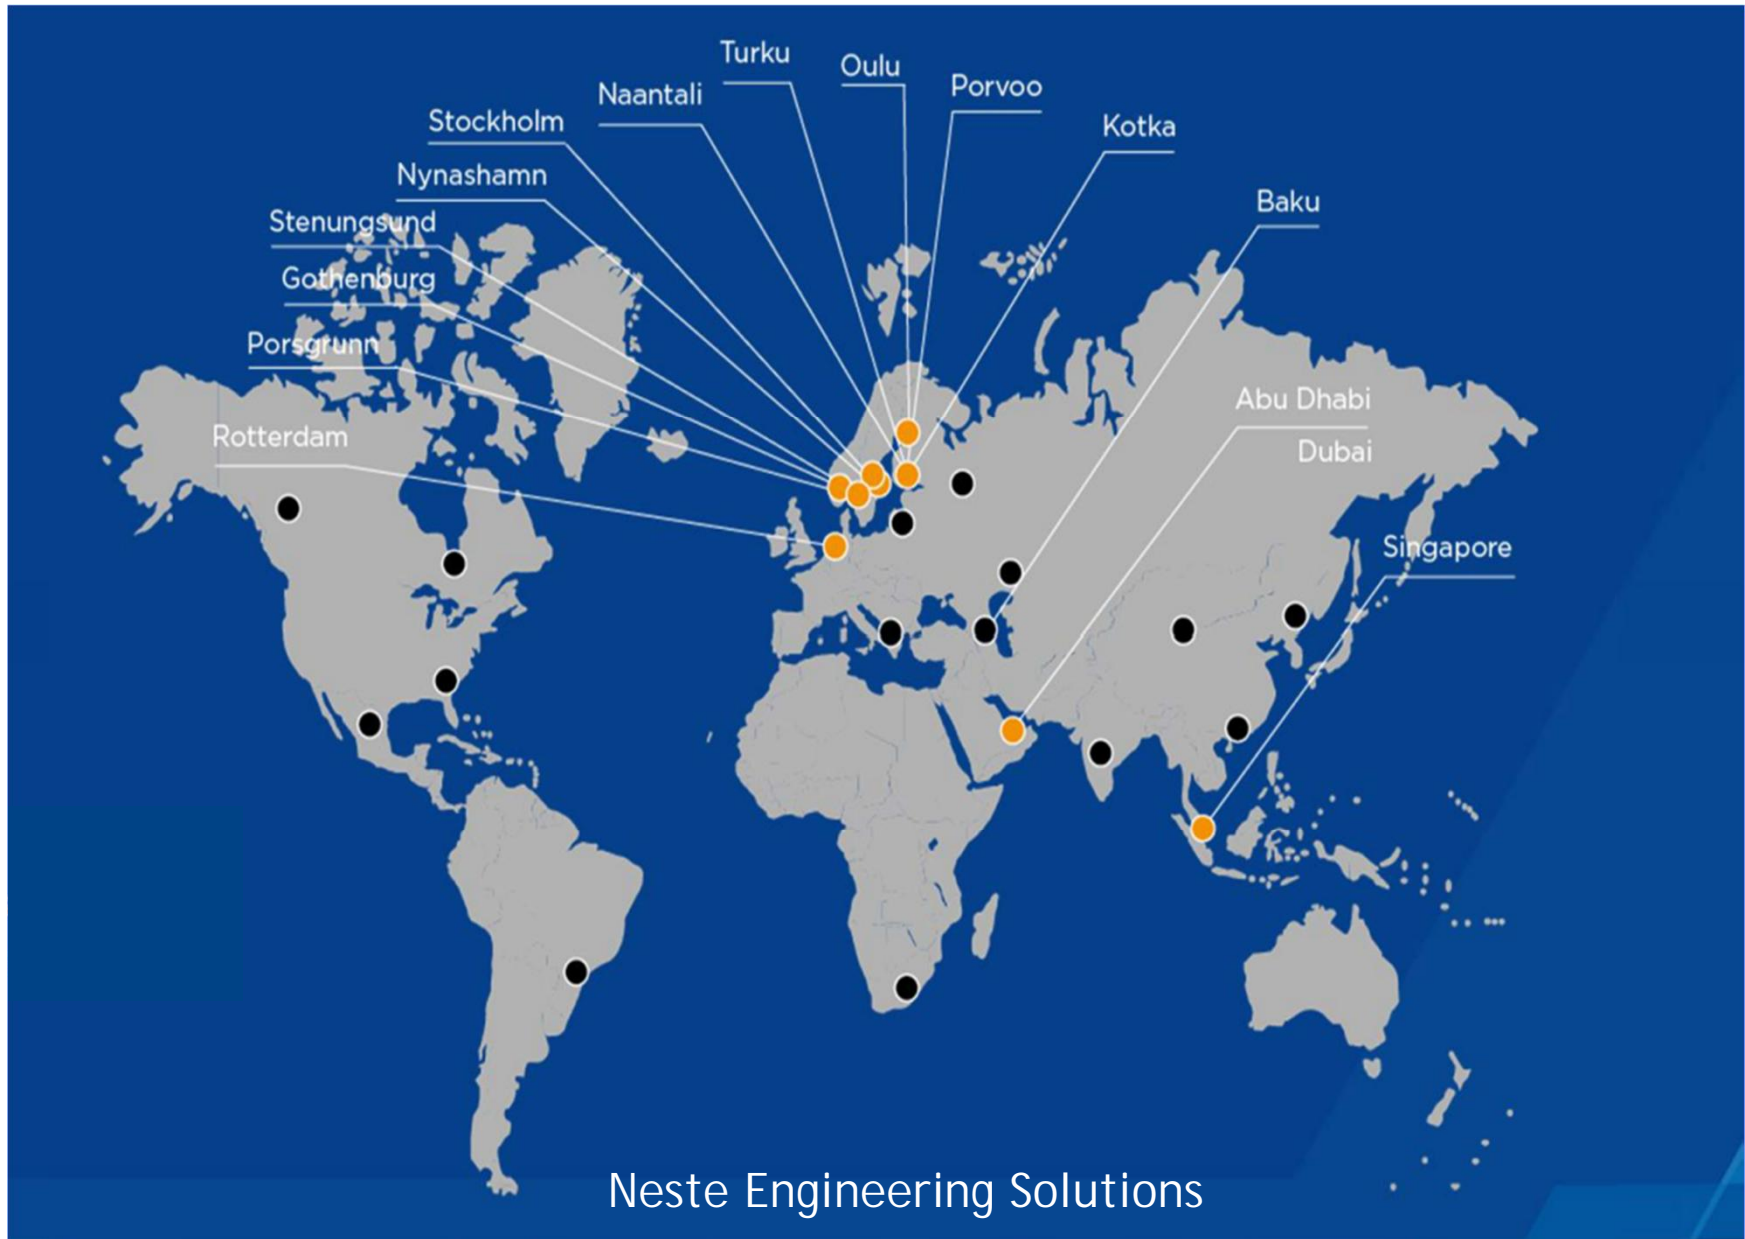 Turku
Oulu
Porvoo
Naantali
Stockholm
Kotka
Nynashamn
Baku
Stenungsund
Gothenburg
Porsgrunn
Abu Dhabi
Rotterdam
Dubai
Singapore
Neste Engineering Solutions